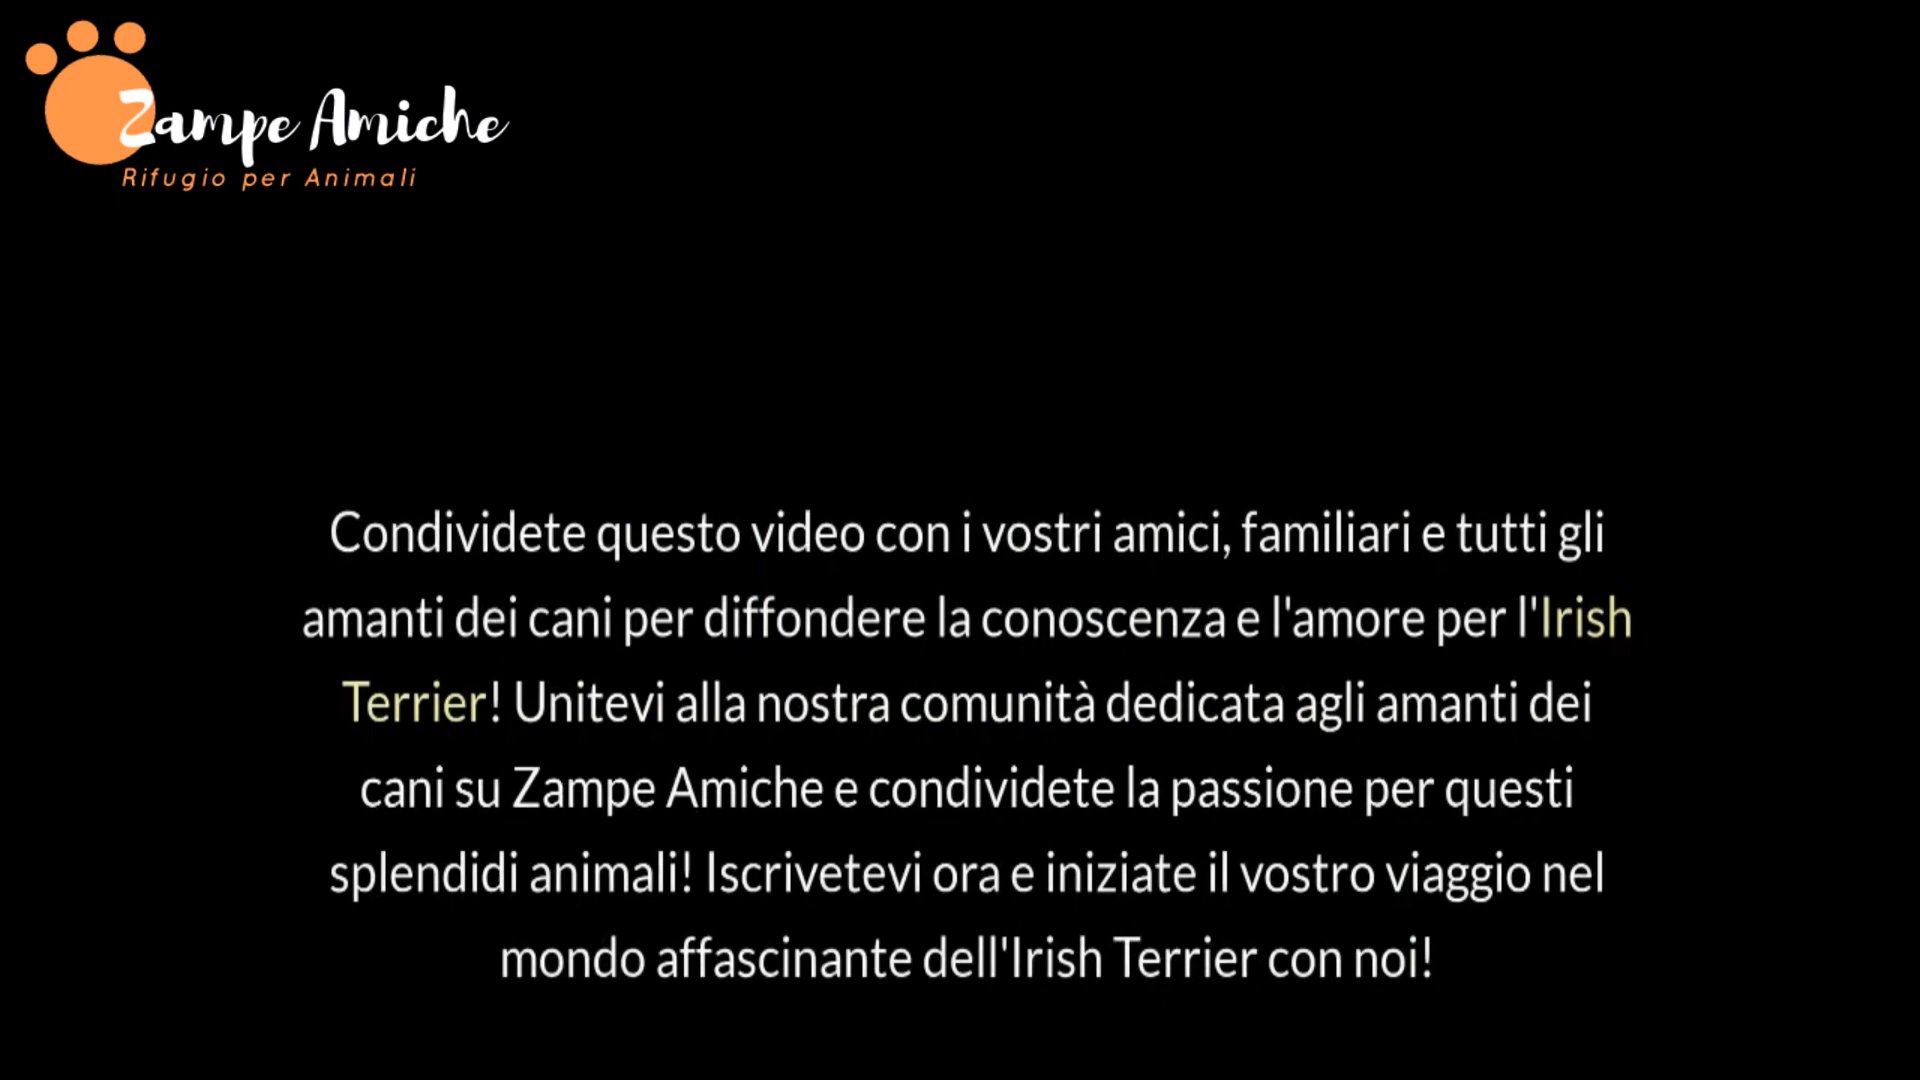 Zampe Amiche
Rifugio per Animali
Condividete questo video con i vostri amici, familiari e tutti gli
amanti dei cani per diffondere la conoscenza e l'amore per l'Irish
Terrier! Unitevi alla nostra comunità dedicata agli amanti dei
cani su Zampe Amiche e condividete la passione per questi
splendidi animali! Iscrivetevi ora e iniziate il vostro viaggio nel
mondo affascinante dell'Irish Terrier con noi!